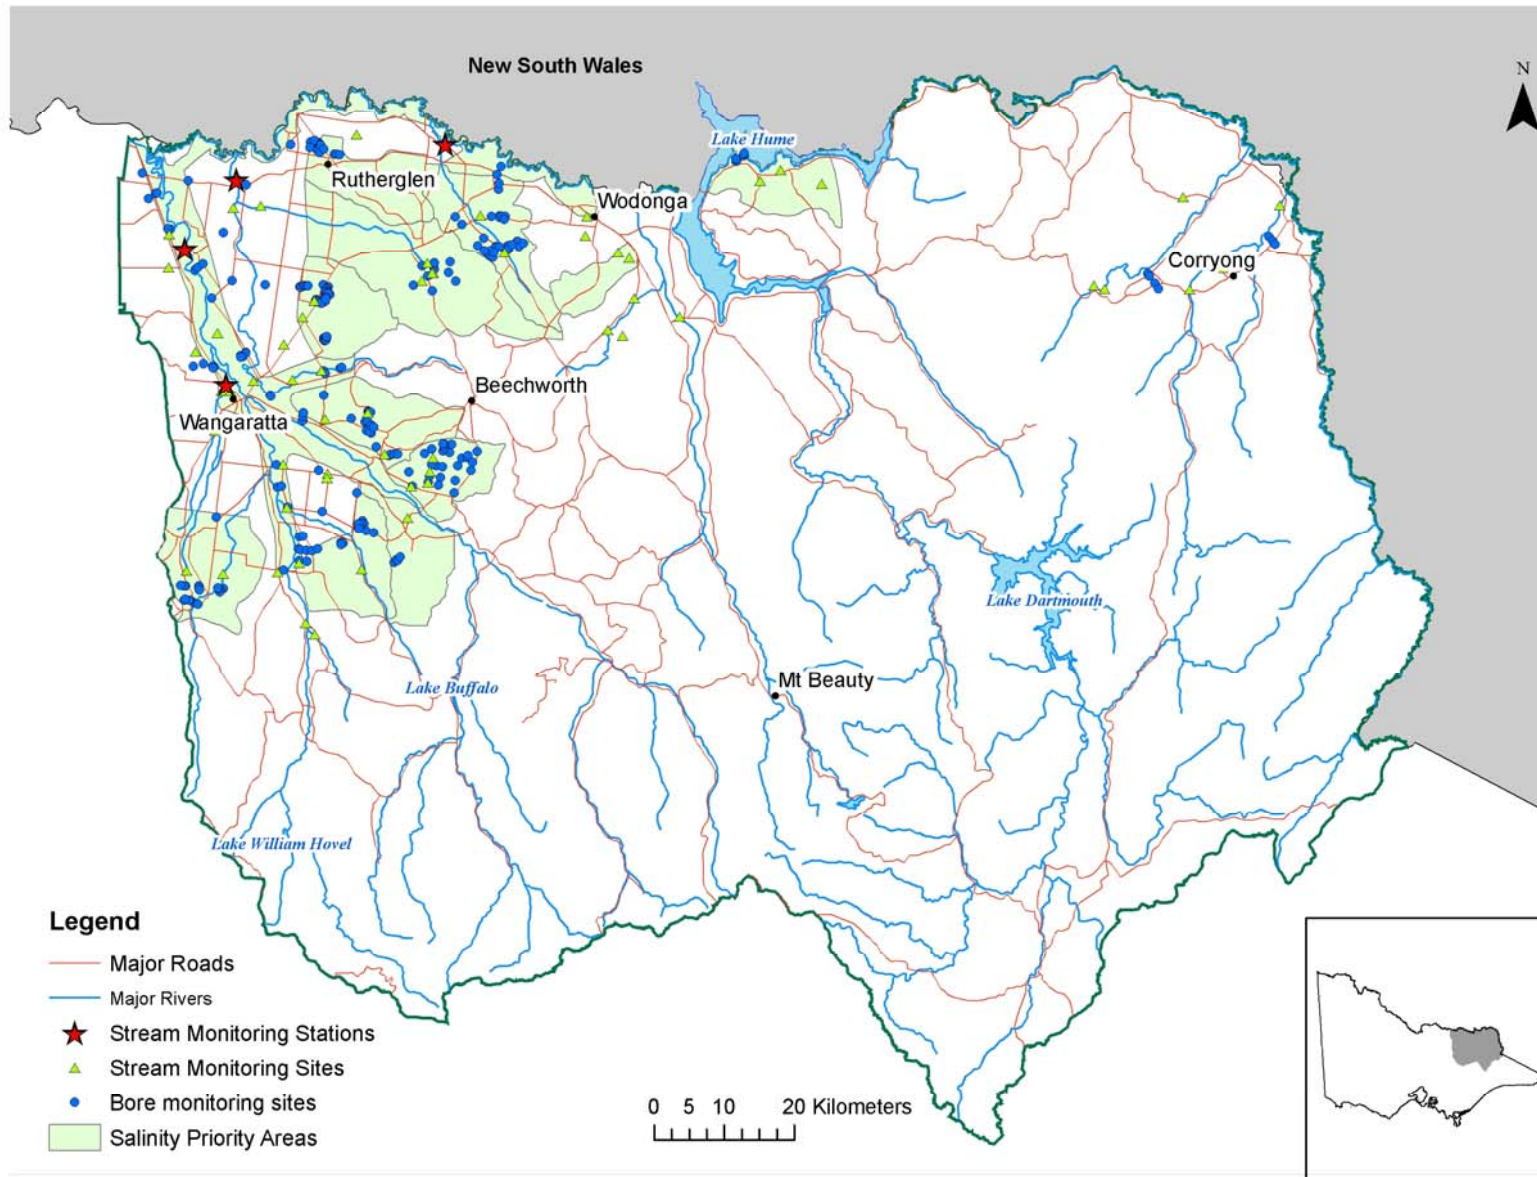 New South Wales
N
Lake Hume
Rutherglen
Wodonga
Corryong
Beechworth
Wangaratta
Lake Dartmouth
Mt Beauty
Lake Buffalo
Lake William Hovel
Legend
Major Roads
Major Rivers
Stream Monitoring Stations
Stream Monitoring Sites
Bore monitoring sites
Salinity Priority Areas
0 5 10 20 Kilometers